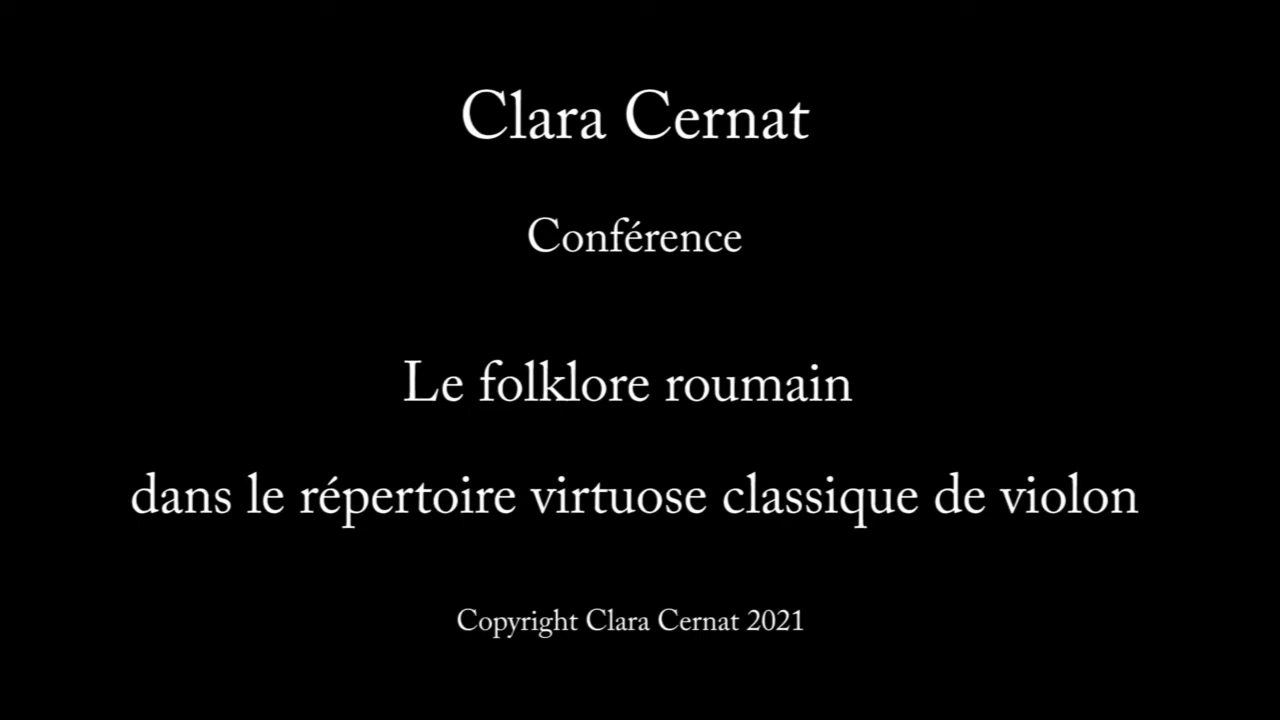 Clara Cernat
Conférence
Le folklore roumain
dans le répertoire virtuose classique de violon
Copyright Clara Cernat 2021